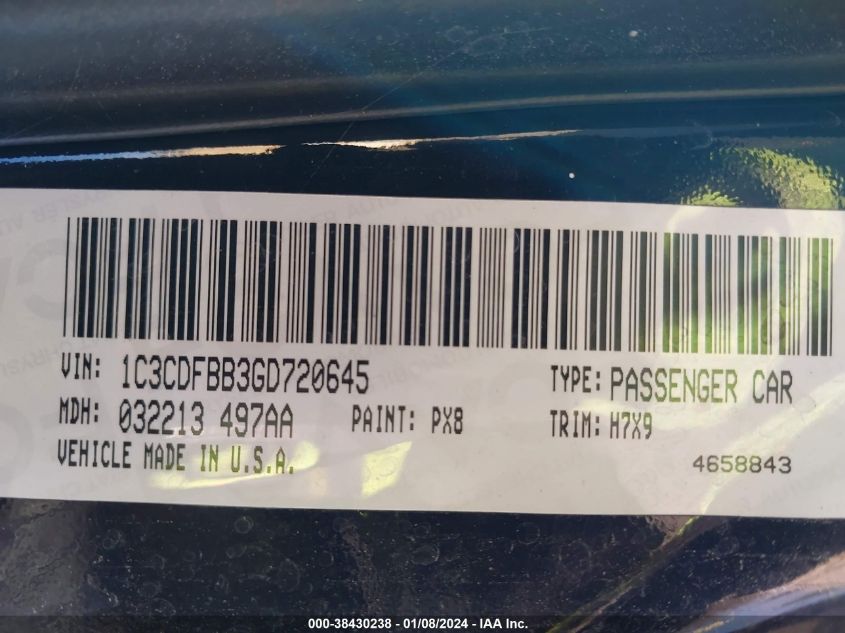 VIN: 1C3CDFBB3GD720645 TYPE: PASSENGER CAR
MDH: 032213 497AA PAINT: PX8 TRIM: H7X9
VEHICLE MADE IN U.S.A. 4658843
000-38430238 - 01/08/2024 - IAA Inc.